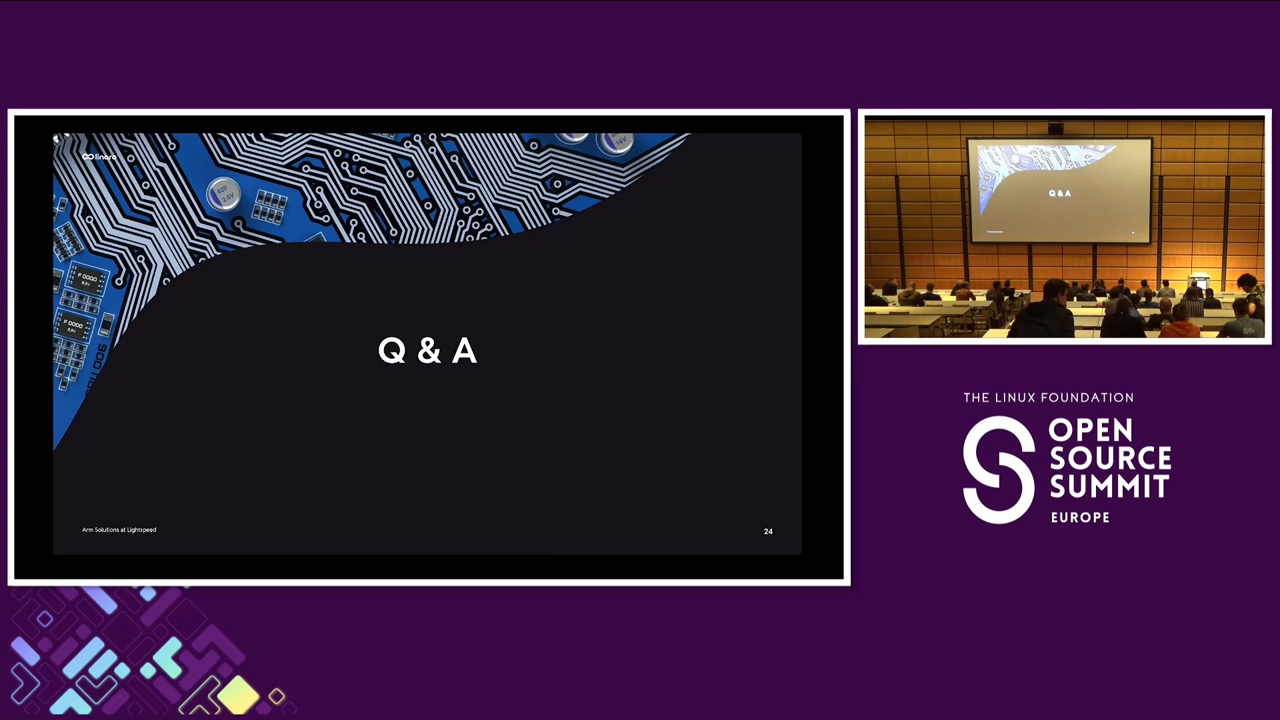 linaro
Q & A
Arm Solutions at Lightspeed
24
Q & A
THE LINUX FOUNDATION
OPEN
SOURCE
SUMMIT
EUROPE